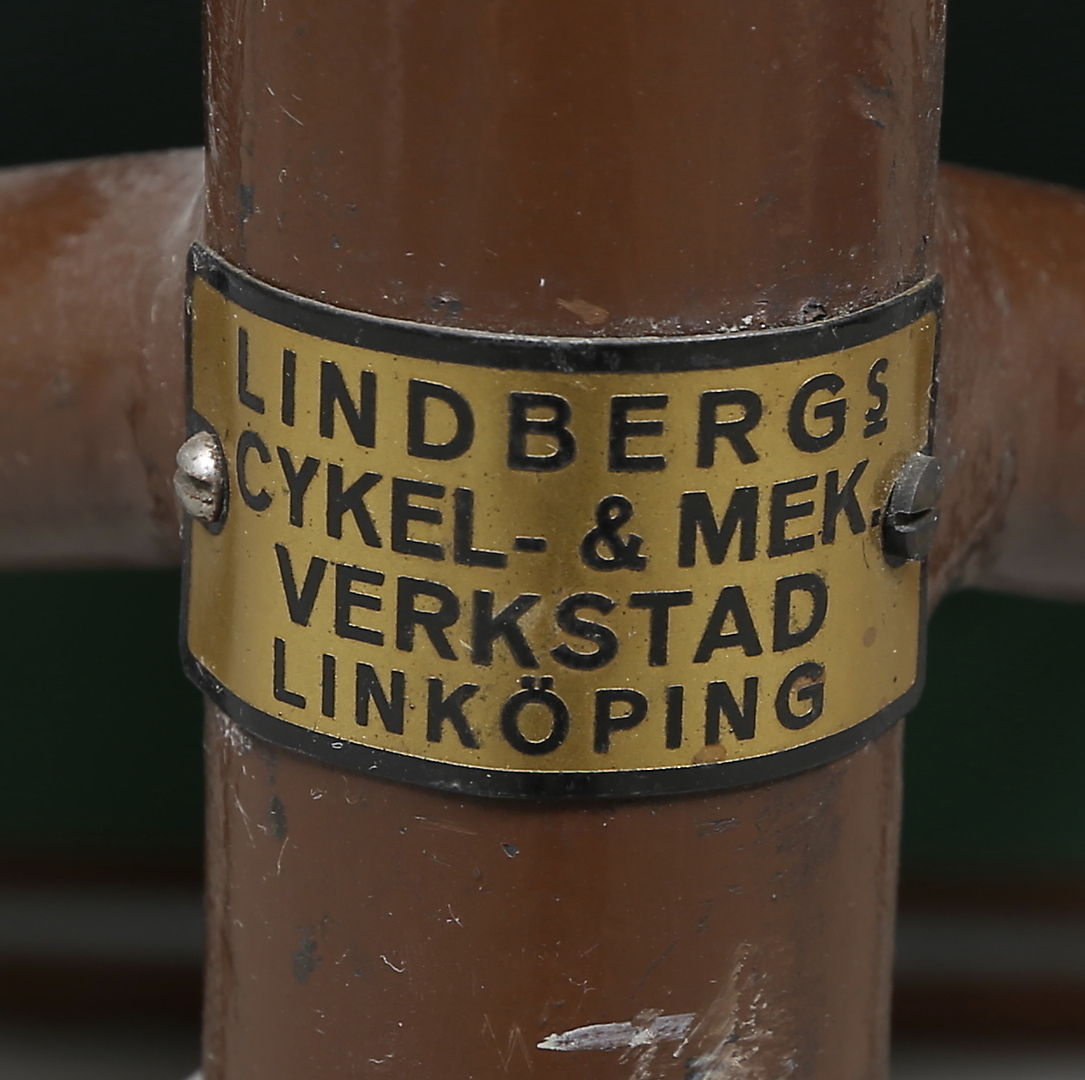 LINDBERGS
CYKEL- & MEK.
VERKSTAD
LINKÖPING